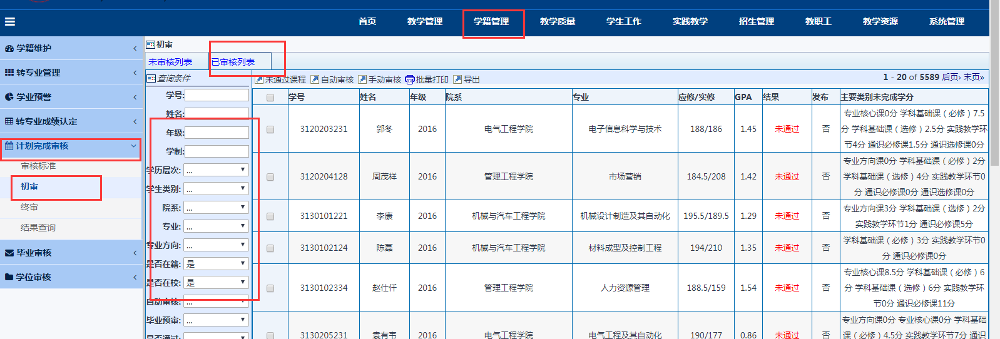 首页 教学管理 学籍管理 教学质量 学生工作 实践教学 招生管理 教职工 教学资源 系统管理
学籍维护
转专业管理
学业预警
转专业成绩认定
计划完成审核
审核标准
初审
终审
结果查询
毕业审核
学位审核
初审
未审核列表 已审核列表
查询条件
学号:
姓名:
年级:
学制:
学历层次: ...
学生类别: ...
院系: ...
专业: ...
专业方向: ...
是否在籍: 是
是否在校: 是
自动审核: ...
毕业预审: ...
是否通过: ...
未通过课程 自动审核 手动审核 批量打印 导出 1 - 20 of 5589 后页› 末页»
学号 姓名 年级 院系 专业 应修/实修 GPA 结果 发布 主要类别未完成学分
3120203231 郭冬 2016 电气工程学院 电子信息科学与技术 188/186 1.45 未通过 否
专业核心课0分 学科基础课（必修）7.5
分 学科基础课（选修）2.5分 实践教学环
节4分 通识必修课1.5分 通识选修课0分
3120204128 周茂样 2016 管理工程学院 市场营销 184.5/208 1.42 未通过 否
专业方向课0分 学科基础课（必修）2分
学科基础课（选修）4分 实践教学环节0
分 通识必修课0分 通识选修课0分
3130101221 李康 2016 机械与汽车工程学院 机械设计制造及其自动化 195.5/189.5 1.29 未通过 否
专业方向课3分 学科基础课（选修）2分
实践教学环节1分 通识必修课5分
3130102124 陈磊 2016 机械与汽车工程学院 材料成型及控制工程 194/210 1.35 未通过 否
学科基础课（必修）3分 实践教学环节0
分 通识必修课0分
3130102334 赵仕仟 2016 管理工程学院 人力资源管理 188.5/159 1.54 未通过 否
专业核心课8.5分 学科基础课（必修）6
分 学科基础课（选修）6分 实践教学环
节0分 通识必修课11分
3130205231 袁有韦 2016 电气工程学院 电气工程及其自动化 190/177 0.86 未通过 否
专业方向课0分 专业核心课0分 学科基础
课（必修）4.5分 实践教学环节7分 通识